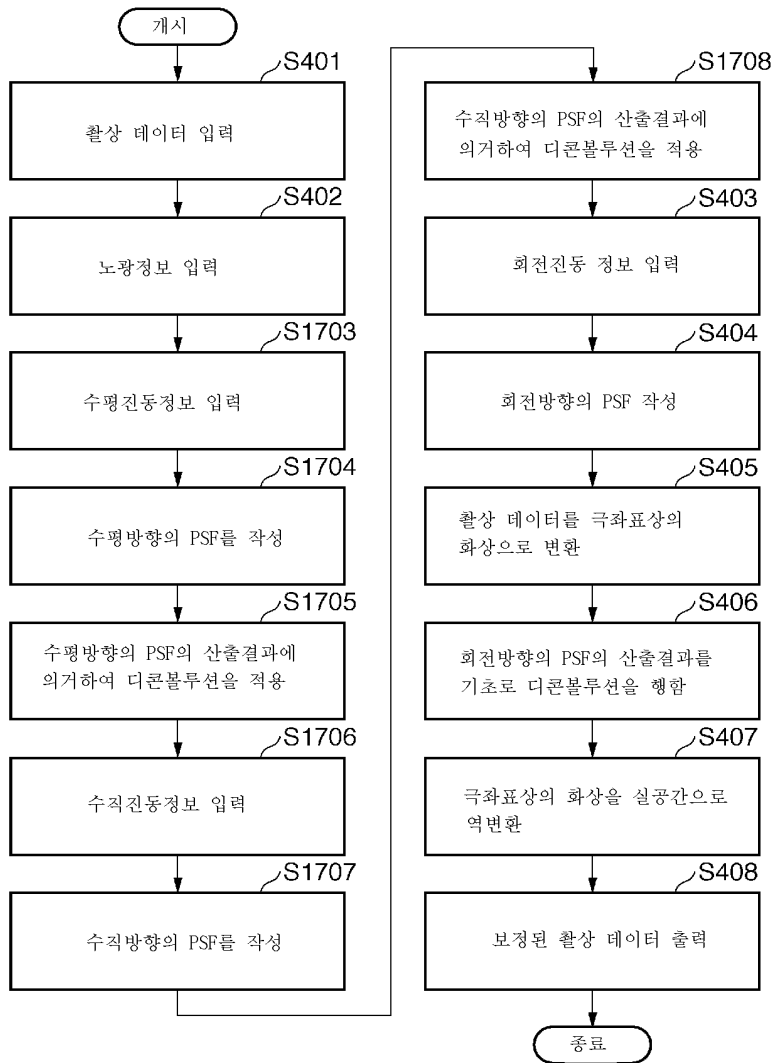 개시
S401
촬상 데이터 입력
S402
노광정보 입력
S1703
수평진동정보 입력
S1704
수평방향의 PSF를 작성
S1705
수평방향의 PSF의 산출결과에
의거하여 디콘볼루션을 적용
S1706
수직진동정보 입력
S1707
수직방향의 PSF를 작성
S1708
수직방향의 PSF의 산출결과에
의거하여 디콘볼루션을 적용
S403
회전진동 정보 입력
S404
회전방향의 PSF 작성
S405
촬상 데이터를 극좌표상의
화상으로 변환
S406
회전방향의 PSF의 산출결과를
기초로 디콘볼루션을 행함
S407
극좌표상의 화상을 실공간으로
역변환
S408
보정된 촬상 데이터 출력
종료